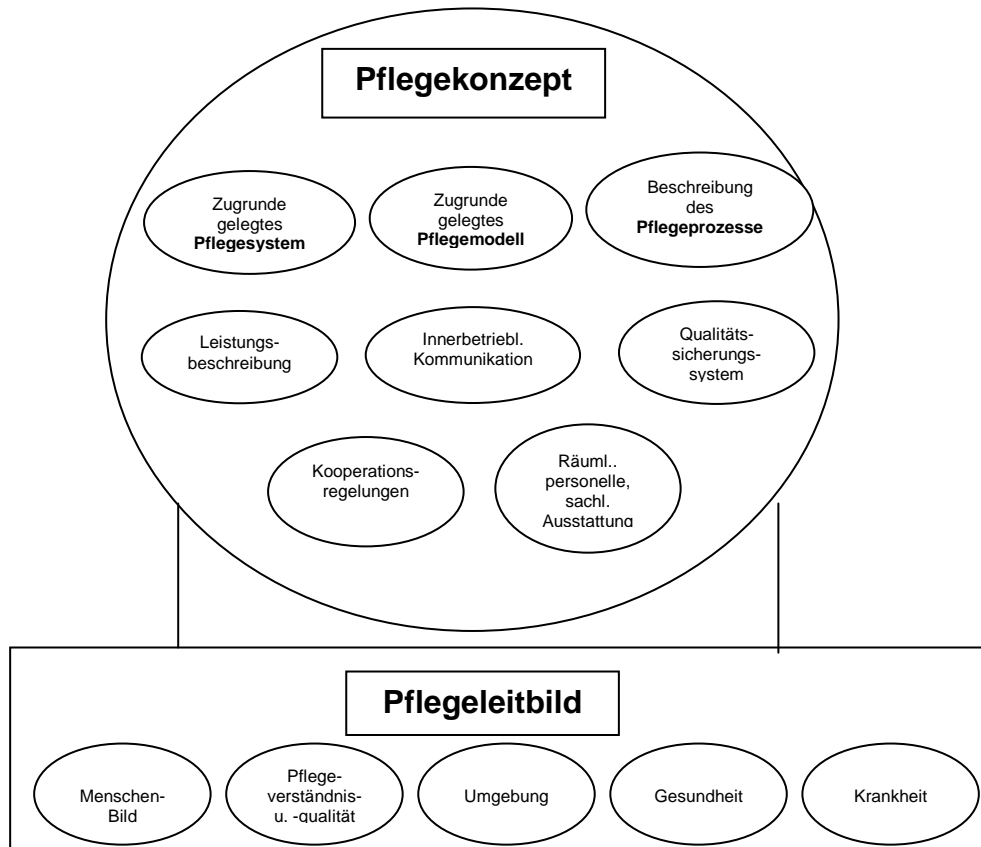 Pflegekonzept
Zugrunde
gelegtes
Pflegesystem
Zugrunde
gelegtes
Pflegemodell
Beschreibung
des
Pflegeprozesse
Leistungs-
beschreibung
Innerbetriebl.
Kommunikation
Qualitäts-
sicherungs-
system
Kooperations-
regelungen
Räuml..
personelle,
sachl.
Ausstattung
Pflegeleitbild
Menschen-
Bild
Pflege-
verständnis-
u. -qualität
Umgebung
Gesundheit
Krankheit